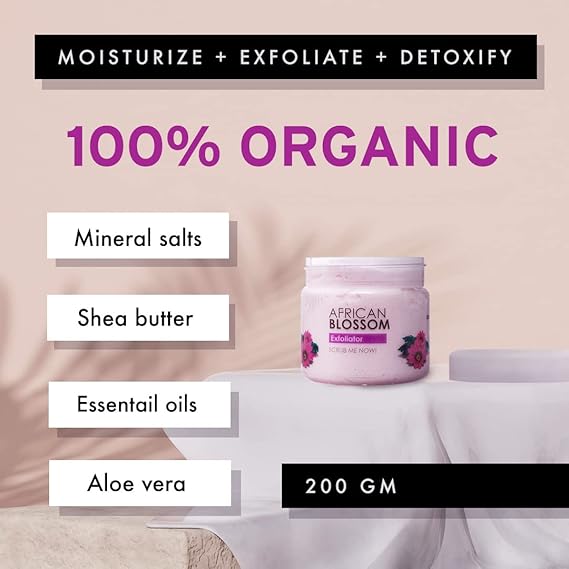 MOISTURIZE + EXFOLIATE + DETOXIFY
100% ORGANIC
Mineral salts
Shea butter
Essentail oils
Aloe vera
AFRICAN
BLOSSOM
Exfoliator
SCRUB ME NOW!
200 GM